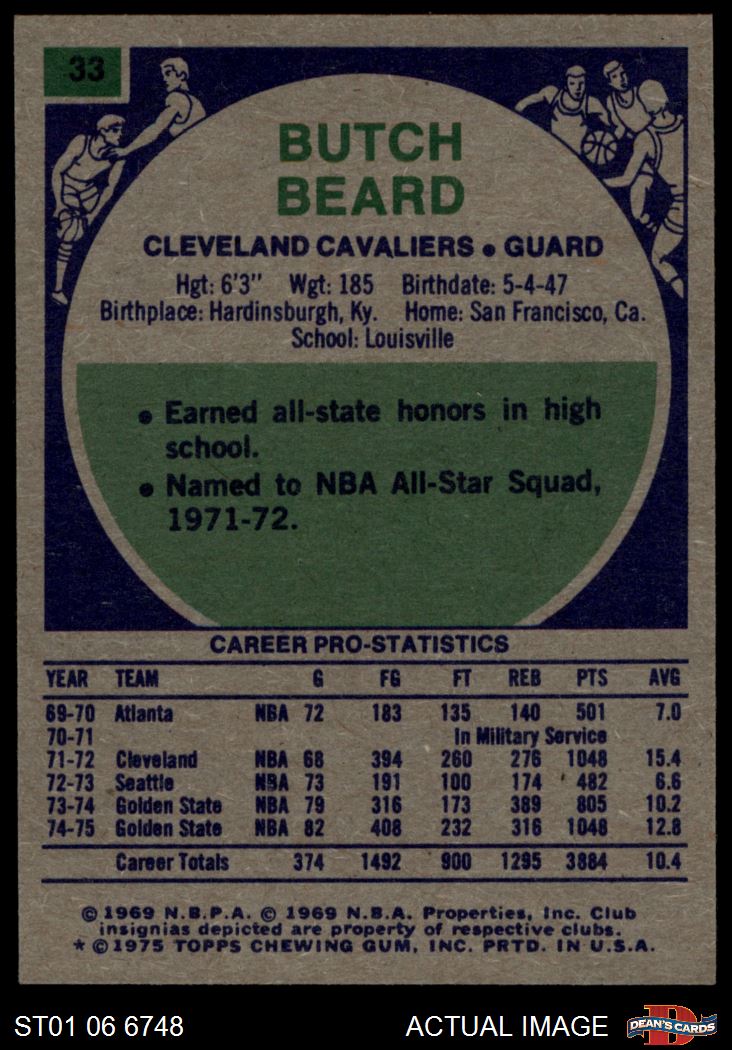 33
BUTCH
BEARD
CLEVELAND CAVALIERS • GUARD
Hgt: 6'3" Wgt: 185 Birthdate: 5-4-47
Birthplace: Hardinsburgh, Ky. Home: San Francisco, Ca.
School: Louisville
• Earned all-state honors in high
school.
• Named to NBA All-Star Squad,
1971-72.
CAREER PRO-STATISTICS
YEAR TEAM G FG FT REB PTS AVG
69-70 Atlanta NBA 72 183 135 140 501 7.0
70-71 In Military Service
71-72 Cleveland NBA 68 394 260 276 1048 15.4
72-73 Seattle NBA 73 191 100 174 482 6.6
73-74 Golden State NBA 79 316 173 389 805 10.2
74-75 Golden State NBA 82 408 232 316 1048 12.8
Career Totals 374 1492 900 1295 3884 10.4
© 1969 N.B.P.A. © 1969 N.B.A. Properties, Inc. Club
insignias depicted are property of respective clubs.
* © 1975 TOPPS CHEWING GUM, INC. PRTD. IN U.S.A.
ST01 06 6748 ACTUAL IMAGE DEAN'S CARDS